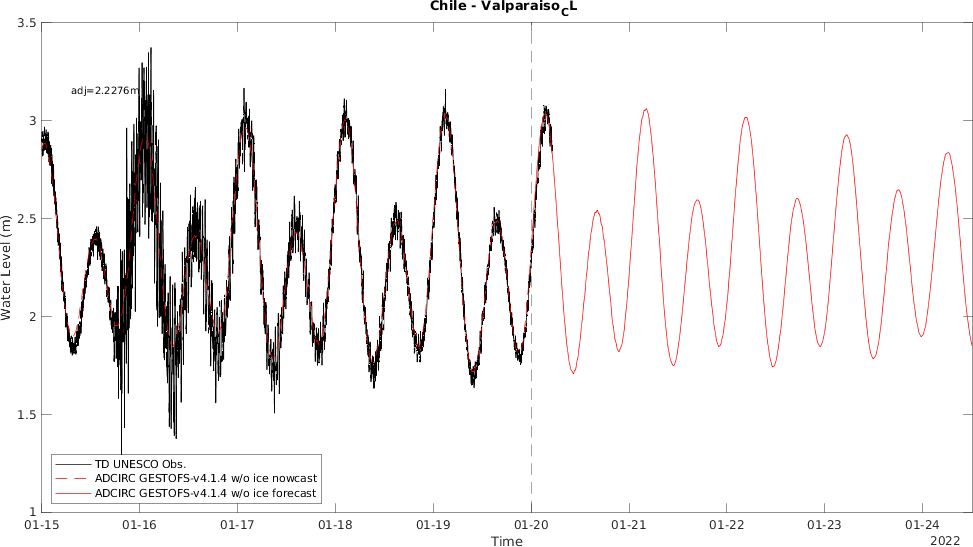 Chile - Valparaiso_CL
3.5
adj=2.2276m
3
2.5
Water Level (m)
2
1.5
TD UNESCO Obs.
ADCIRC GESTOFS-v4.1.4 w/o ice nowcast
ADCIRC GESTOFS-v4.1.4 w/o ice forecast
1
01-15 01-16 01-17 01-18 01-19 01-20 01-21 01-22 01-23 01-24
Time
2022